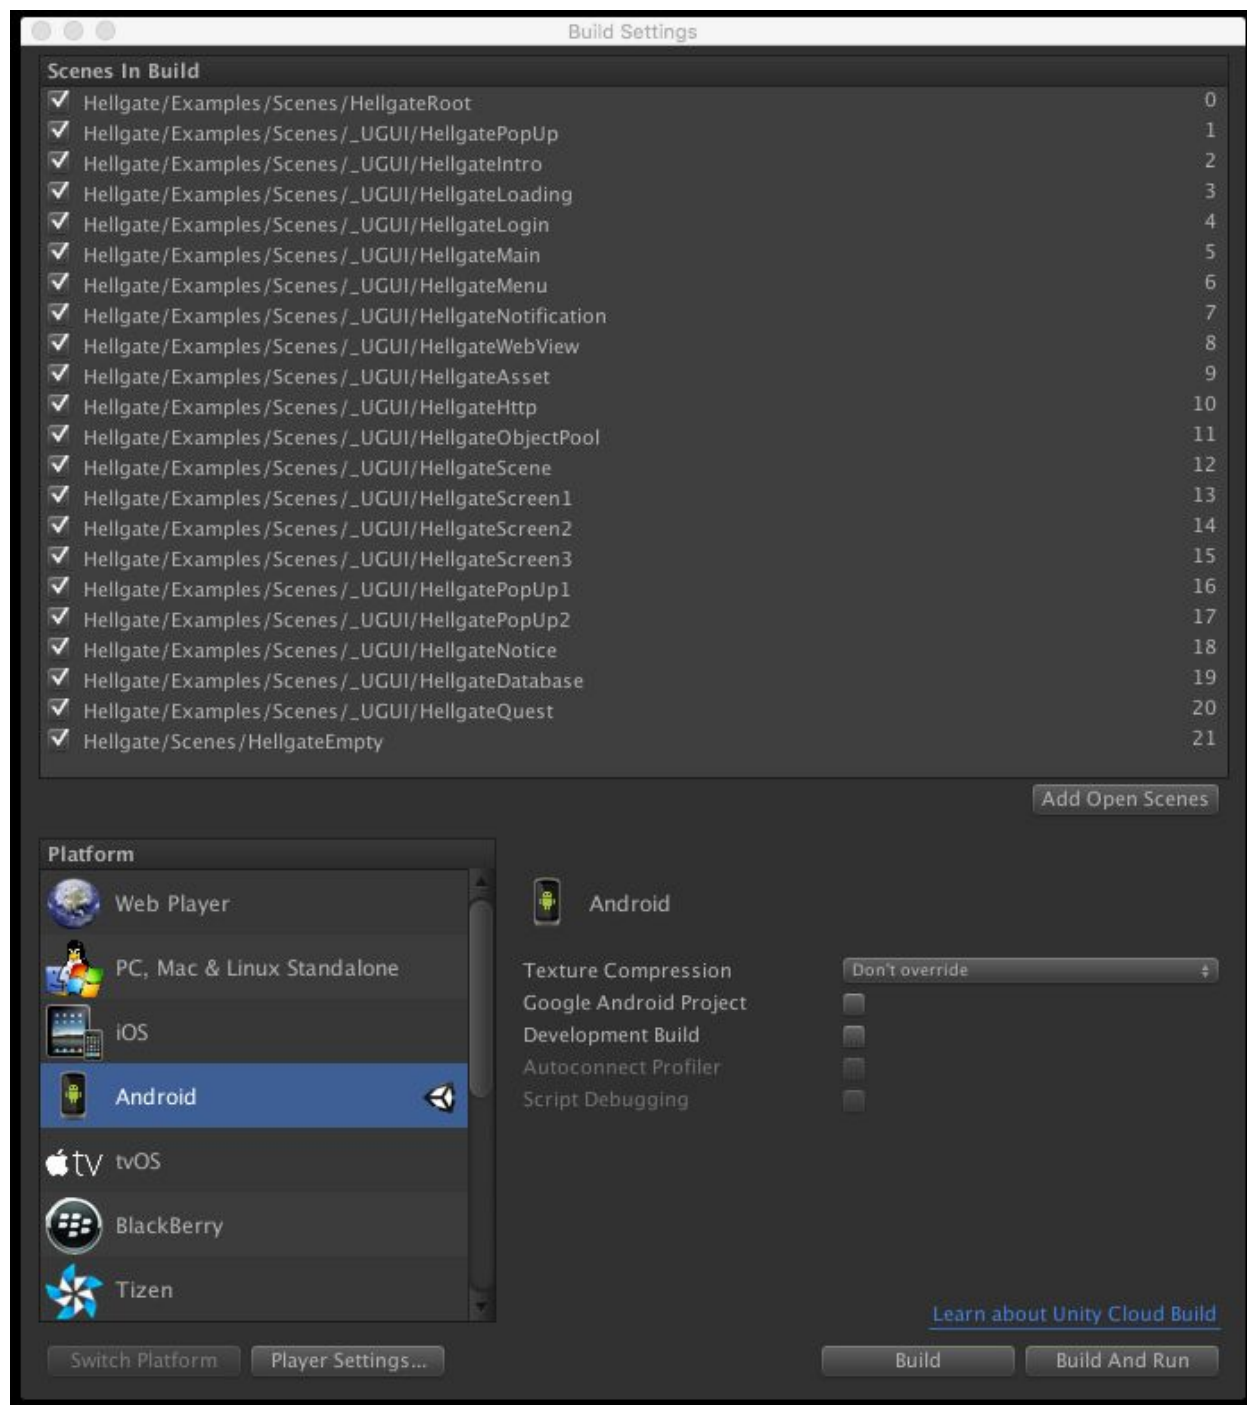 Build Settings
Scenes In Build
Hellgate/Examples/Scenes/HellgateRoot 0
Hellgate/Examples/Scenes/_UGUI/HellgatePopUp 1
Hellgate/Examples/Scenes/_UGUI/HellgateIntro 2
Hellgate/Examples/Scenes/_UGUI/HellgateLoading 3
Hellgate/Examples/Scenes/_UGUI/HellgateLogin 4
Hellgate/Examples/Scenes/_UGUI/HellgateMain 5
Hellgate/Examples/Scenes/_UGUI/HellgateMenu 6
Hellgate/Examples/Scenes/_UGUI/HellgateNotification 7
Hellgate/Examples/Scenes/_UGUI/HellgateWebView 8
Hellgate/Examples/Scenes/_UGUI/HellgateAsset 9
Hellgate/Examples/Scenes/_UGUI/HellgateHttp 10
Hellgate/Examples/Scenes/_UGUI/HellgateObjectPool 11
Hellgate/Examples/Scenes/_UGUI/HellgateScene 12
Hellgate/Examples/Scenes/_UGUI/HellgateScreen1 13
Hellgate/Examples/Scenes/_UGUI/HellgateScreen2 14
Hellgate/Examples/Scenes/_UGUI/HellgateScreen3 15
Hellgate/Examples/Scenes/_UGUI/HellgatePopUp1 16
Hellgate/Examples/Scenes/_UGUI/HellgatePopUp2 17
Hellgate/Examples/Scenes/_UGUI/HellgateNotice 18
Hellgate/Examples/Scenes/_UGUI/HellgateDatabase 19
Hellgate/Examples/Scenes/_UGUI/HellgateQuest 20
Hellgate/Scenes/HellgateEmpty 21
Add Open Scenes
Platform
Web Player
PC, Mac & Linux Standalone
iOS
Android
tv tvOS
BlackBerry
Tizen
Android
Texture Compression Don't override
Google Android Project
Development Build
Autoconnect Profiler
Script Debugging
Learn about Unity Cloud Build
Switch Platform Player Settings... Build Build And Run